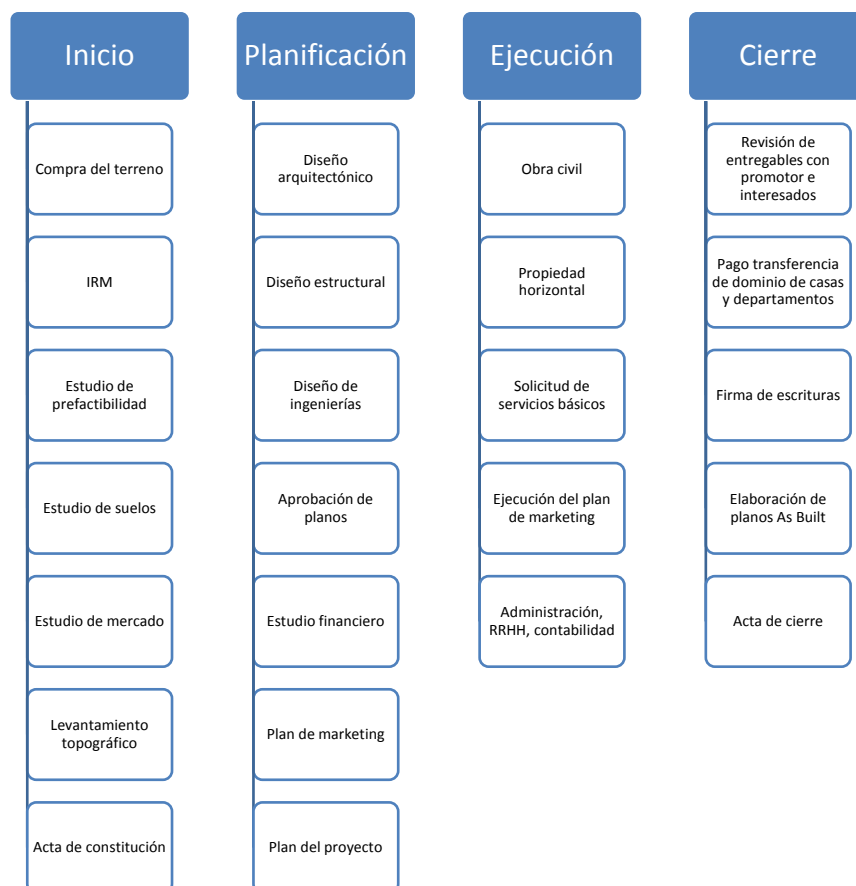 Inicio
Compra del terreno
IRM
Estudio de
prefactibilidad
Estudio de suelos
Estudio de mercado
Levantamiento
topográfico
Acta de constitución
Planificación
Diseño
arquitectónico
Diseño estructural
Diseño de
ingenierías
Aprobación de
planos
Estudio financiero
Plan de marketing
Plan del proyecto
Ejecución
Obra civil
Propiedad
horizontal
Solicitud de
servicios básicos
Ejecución del plan
de marketing
Administración,
RRHH, contabilidad
Cierre
Revisión de
entregables con
promotor e
interesados
Pago transferencia
de dominio de casas
y departamentos
Firma de escrituras
Elaboración de
planos As Built
Acta de cierre